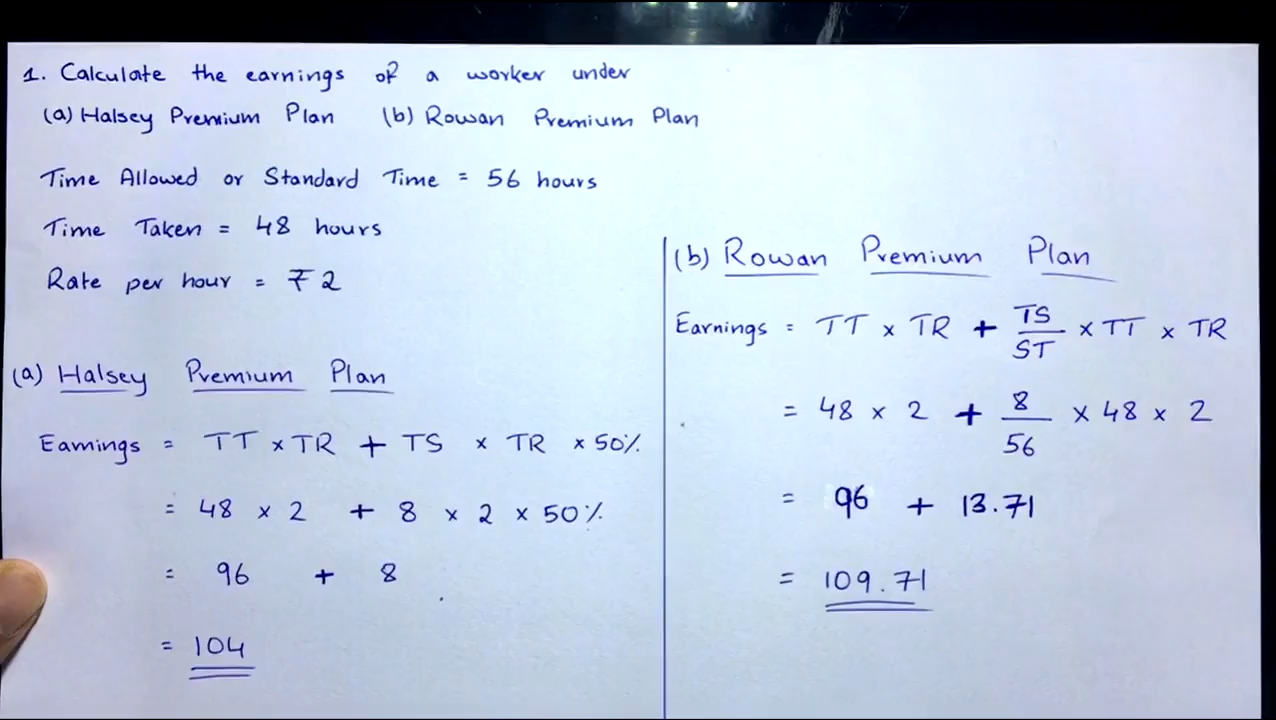 1. Calculate the earnings of a worker under
(a) Halsey Premium Plan (b) Rowan Premium Plan
Time Allowed or Standard Time = 56 hours
Time Taken = 48 hours
Rate per hour = ₹ 2
(a) Halsey Premium Plan
Earnings = TT × TR + TS × TR × 50%
= 48 × 2 + 8 × 2 × 50%
= 96 + 8
= 104
(b) Rowan Premium Plan
Earnings = TT × TR + TS/ST × TT × TR
= 48 × 2 + 8/56 × 48 × 2
= 96 + 13.71
= 109.71